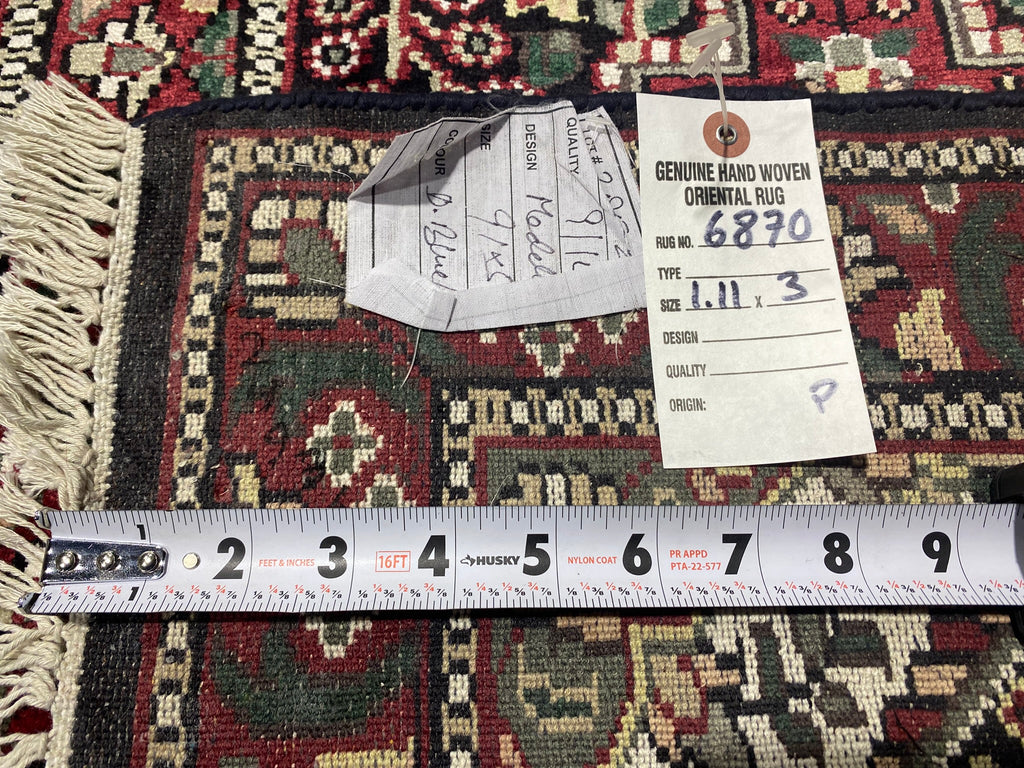 GENUINE HAND WOVEN
ORIENTAL RUG
RUG NO. 6870
TYPE
SIZE 1.11 x 3
DESIGN
QUALITY
ORIGIN: P
QUALITY 9/16
DESIGN
SIZE
COLOUR D. Blue
1 2 FEET & INCHES 3 16FT 4 HUSKY 5 NYLON COAT 6 PR APPD 7 8 9
PTA-22-577